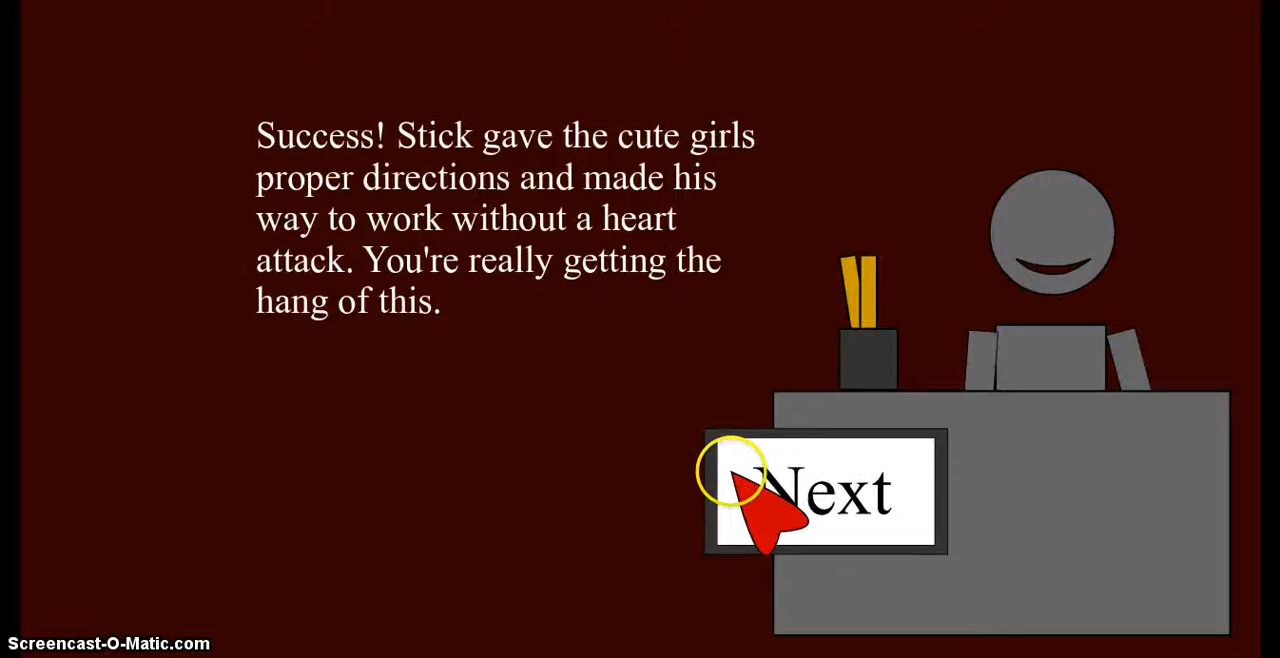 Success! Stick gave the cute girls
proper directions and made his
way to work without a heart
attack. You're really getting the
hang of this.
Next
Screencast-O-Matic.com